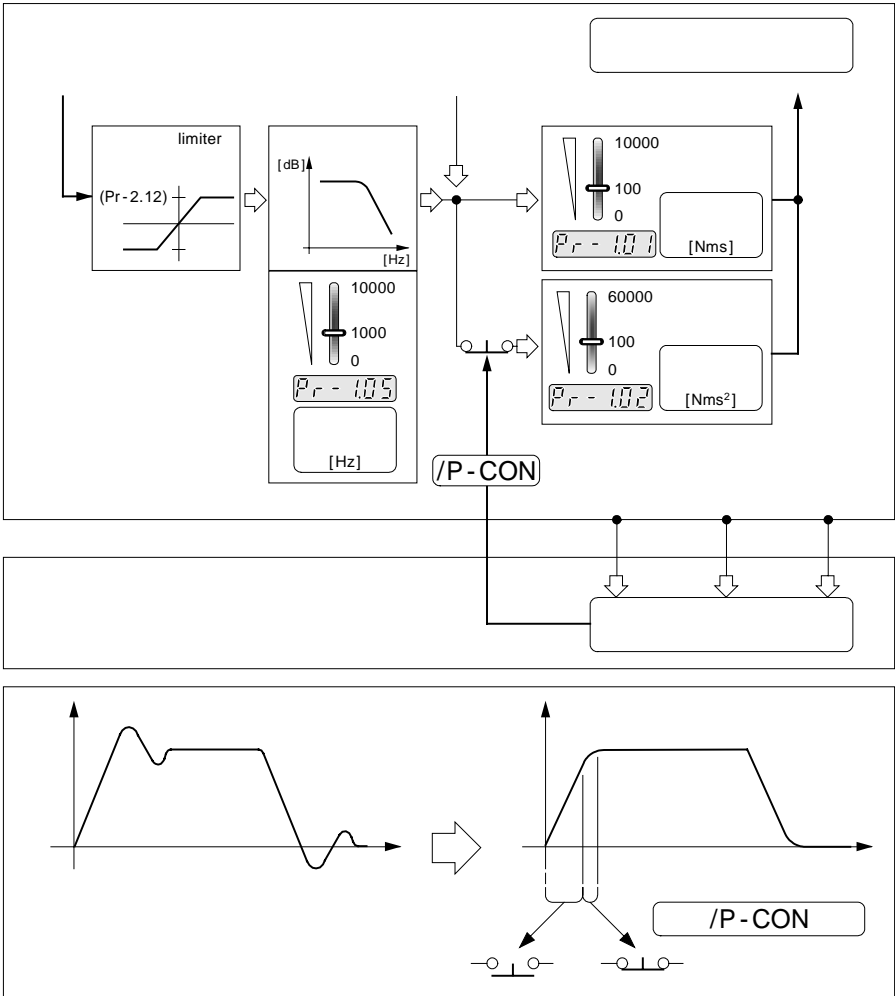 limiter
(Pr-2.12)
[dB]
[Hz]
10000
1000
0
Pr-1.05
[Hz]
10000
100
0
Pr-1.01
[Nms]
60000
100
0
Pr-1.02
[Nms²]
/P-CON
/P-CON